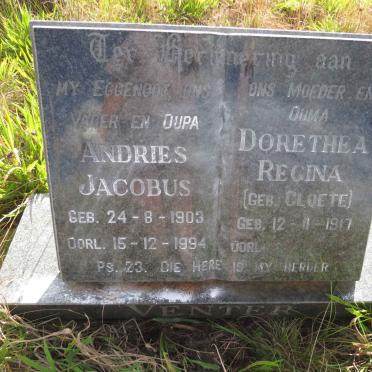 Ter Herinnering aan
MY EGGENOOT ONS
VADER EN OUPA
ANDRIES
JACOBUS
GEB. 24-8-1903
OORL. 15-12-1994
ONS MOEDER EN
OUMA
DORETHEA
REGINA
(GEB. CLOETE)
GEB. 12-11-1917
OORL.
PS. 23. DIE HERE IS MY HERDER
VENTER